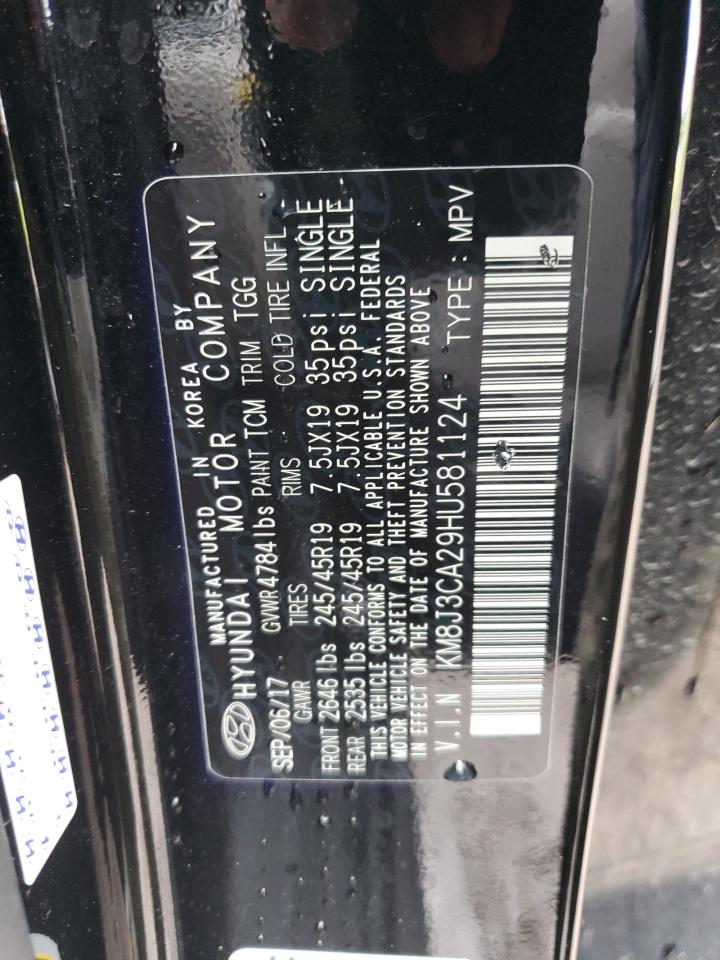 MANUFACTURED IN KOREA BY
HYUNDAI MOTOR COMPANY
SEP/06/17 GVWR 4784 lbs PAINT TCM TRIM TGG
GAWR TIRES RIMS COLD TIRE INFL.
FRONT 2646 lbs 245/45R19 7.5JX19 35psi SINGLE
REAR 2535 lbs 245/45R19 7.5JX19 35psi SINGLE
THIS VEHICLE CONFORMS TO ALL APPLICABLE U.S.A. FEDERAL
MOTOR VEHICLE SAFETY AND THEFT PREVENTION STANDARDS
IN EFFECT ON THE DATE OF MANUFACTURE SHOWN ABOVE
V.I.N KM8J3CA29HU581124 TYPE : MPV